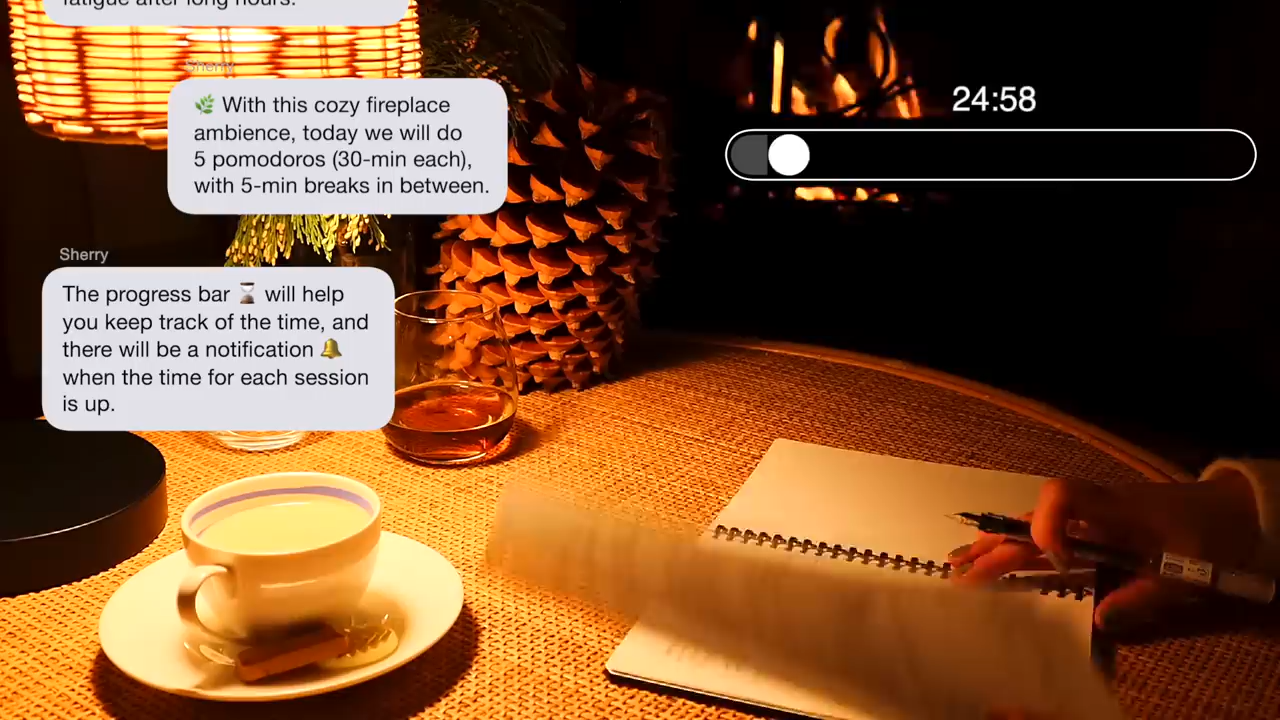 fatigue after long hours.
Sherry
🌿 With this cozy fireplace
ambience, today we will do
5 pomodoros (30-min each),
with 5-min breaks in between.
24:58
Sherry
The progress bar ⏳ will help
you keep track of the time, and
there will be a notification 🔔
when the time for each session
is up.